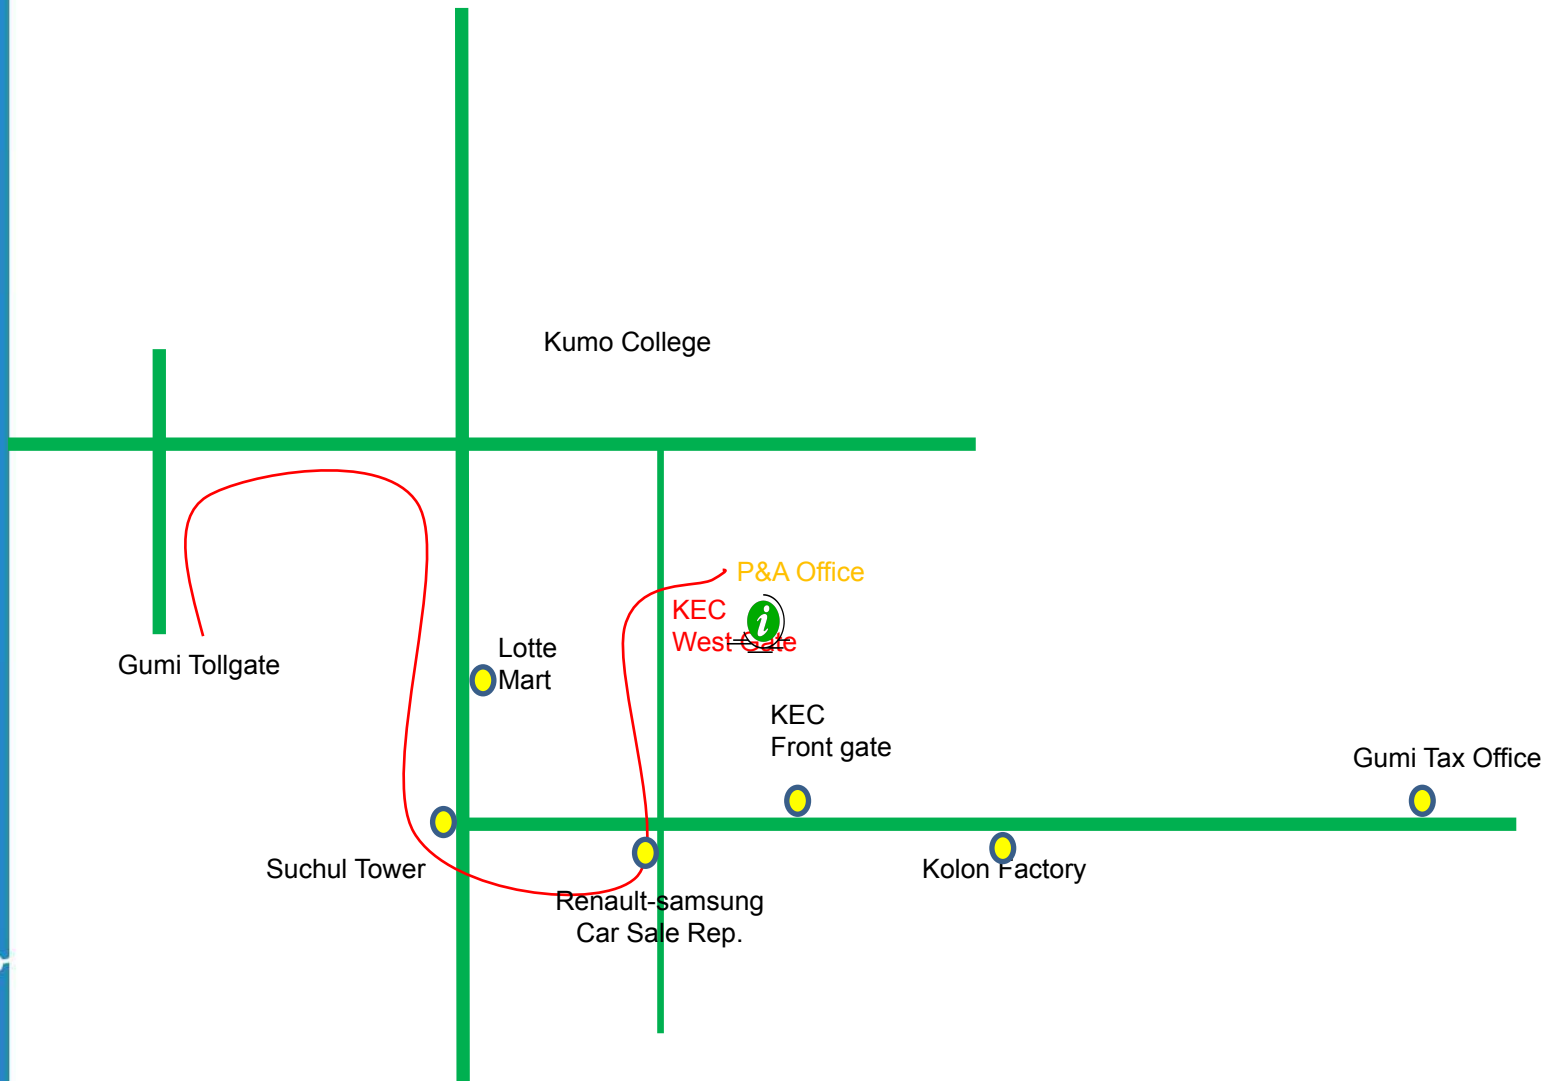 Kumo College
P&A Office
KEC
West Gate
i
Lotte
Mart
Gumi Tollgate
KEC
Front gate
Gumi Tax Office
Suchul Tower
Kolon Factory
Renault-samsung
Car Sale Rep.